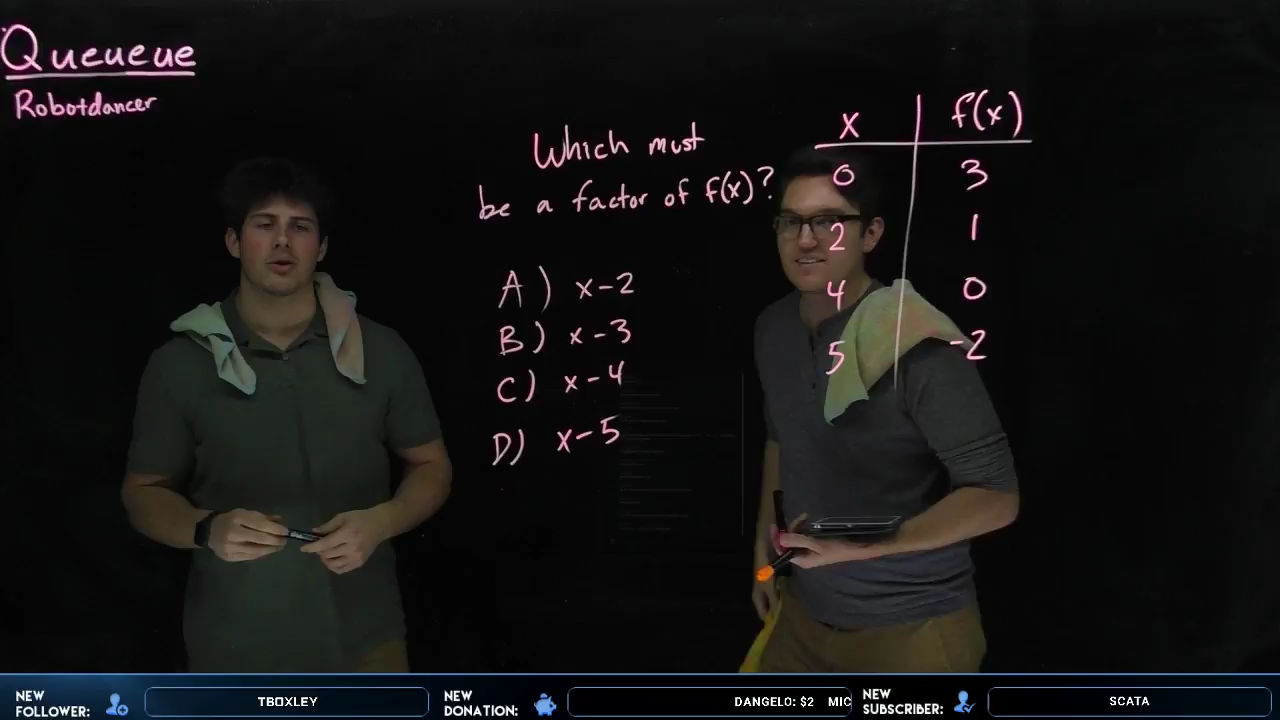 Queueue
Robotdancer
Which must
be a factor of f(x)?
A) x-2
B) x-3
C) x-4
D) x-5
x f(x)
0 3
2 1
4 0
5 -2
NEW FOLLOWER: TBOXLEY
NEW DONATION: DANGELO: $2 MIC
NEW SUBSCRIBER: SCATA